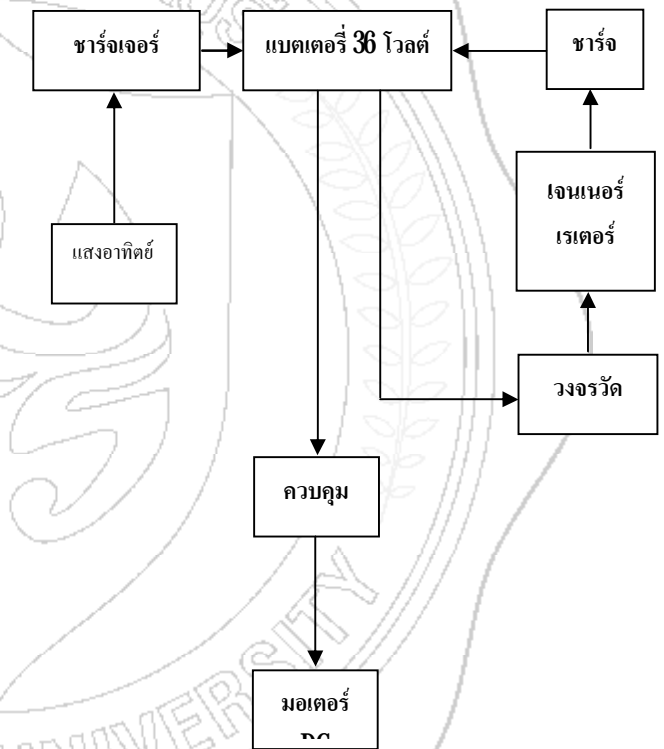 ชาร์จเจอร์
แบตเตอรี่ 36 โวลต์
ชาร์จ
เจนเนอร์
เรเตอร์
แสงอาทิตย์
วงจรวัด
ควบคุม
มอเตอร์
DC
UNIVERSITY